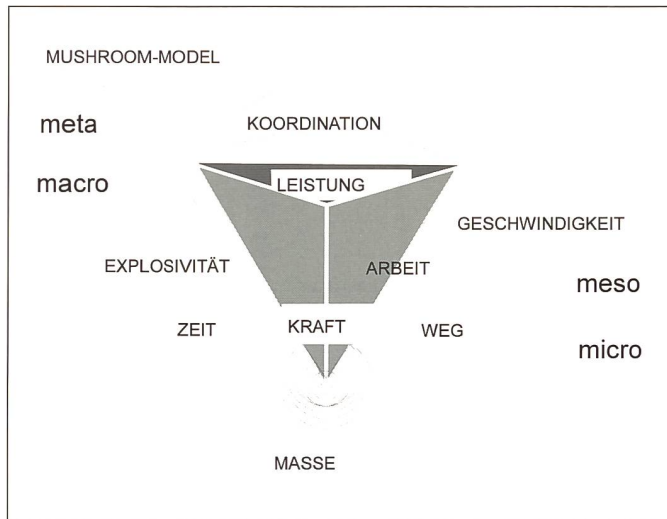 MUSHROOM-MODEL
meta
KOORDINATION
macro
LEISTUNG
GESCHWINDIGKEIT
EXPLOSIVITÄT
ARBEIT
meso
ZEIT
KRAFT
WEG
micro
MASSE